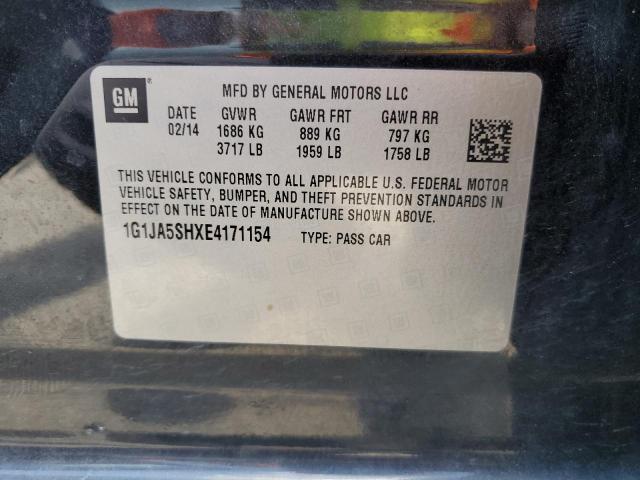 GM
MFD BY GENERAL MOTORS LLC
DATE GVWR GAWR FRT GAWR RR
02/14 1686 KG 889 KG 797 KG
3717 LB 1959 LB 1758 LB
THIS VEHICLE CONFORMS TO ALL APPLICABLE U.S. FEDERAL MOTOR
VEHICLE SAFETY, BUMPER, AND THEFT PREVENTION STANDARDS IN
EFFECT ON THE DATE OF MANUFACTURE SHOWN ABOVE.
1G1JA5SHXE4171154 TYPE: PASS CAR